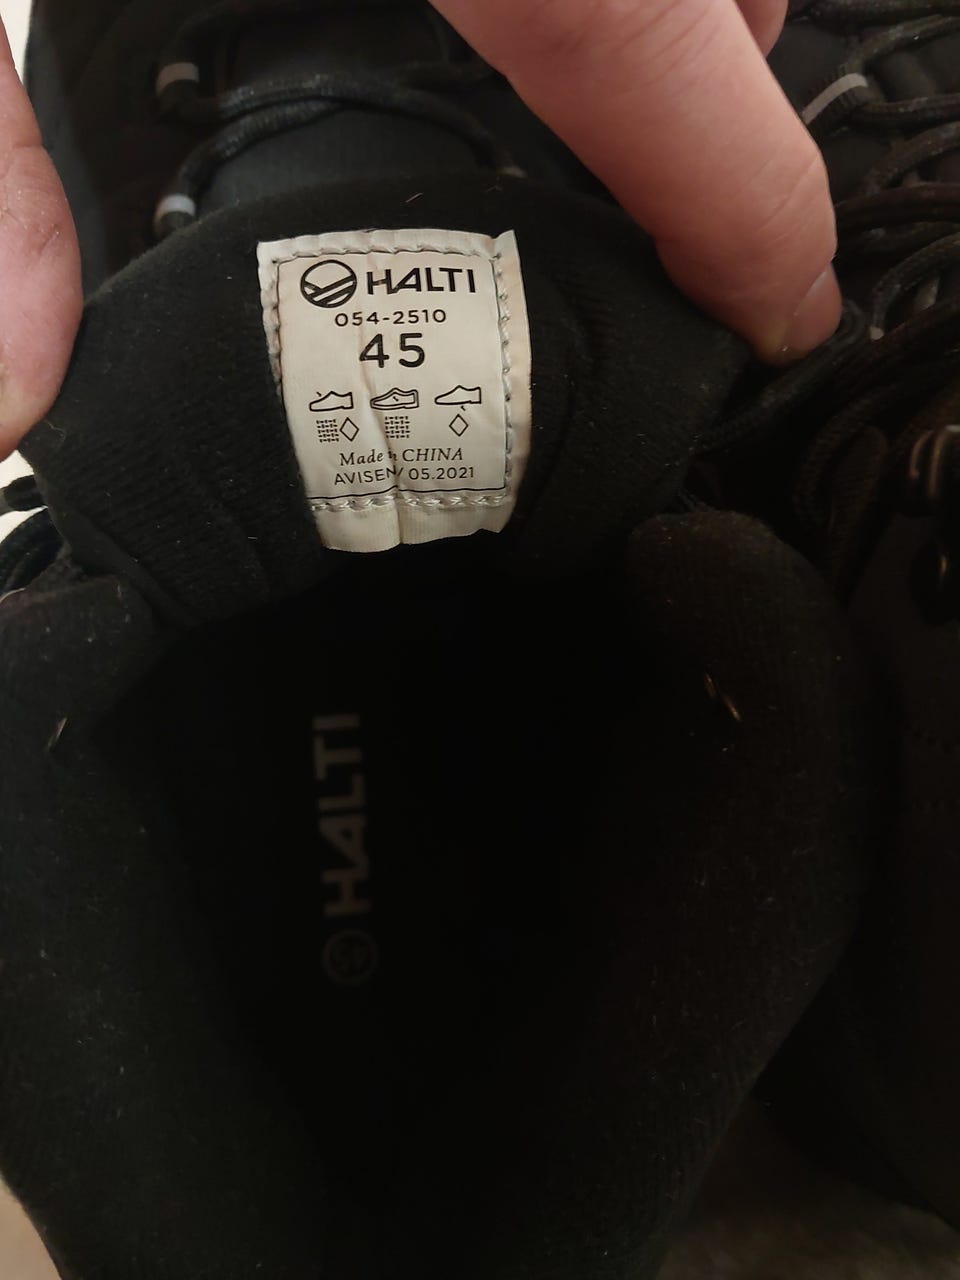 HALTI
054-2510
45
Made in CHINA
AVISEN/ 05.2021
HALTI